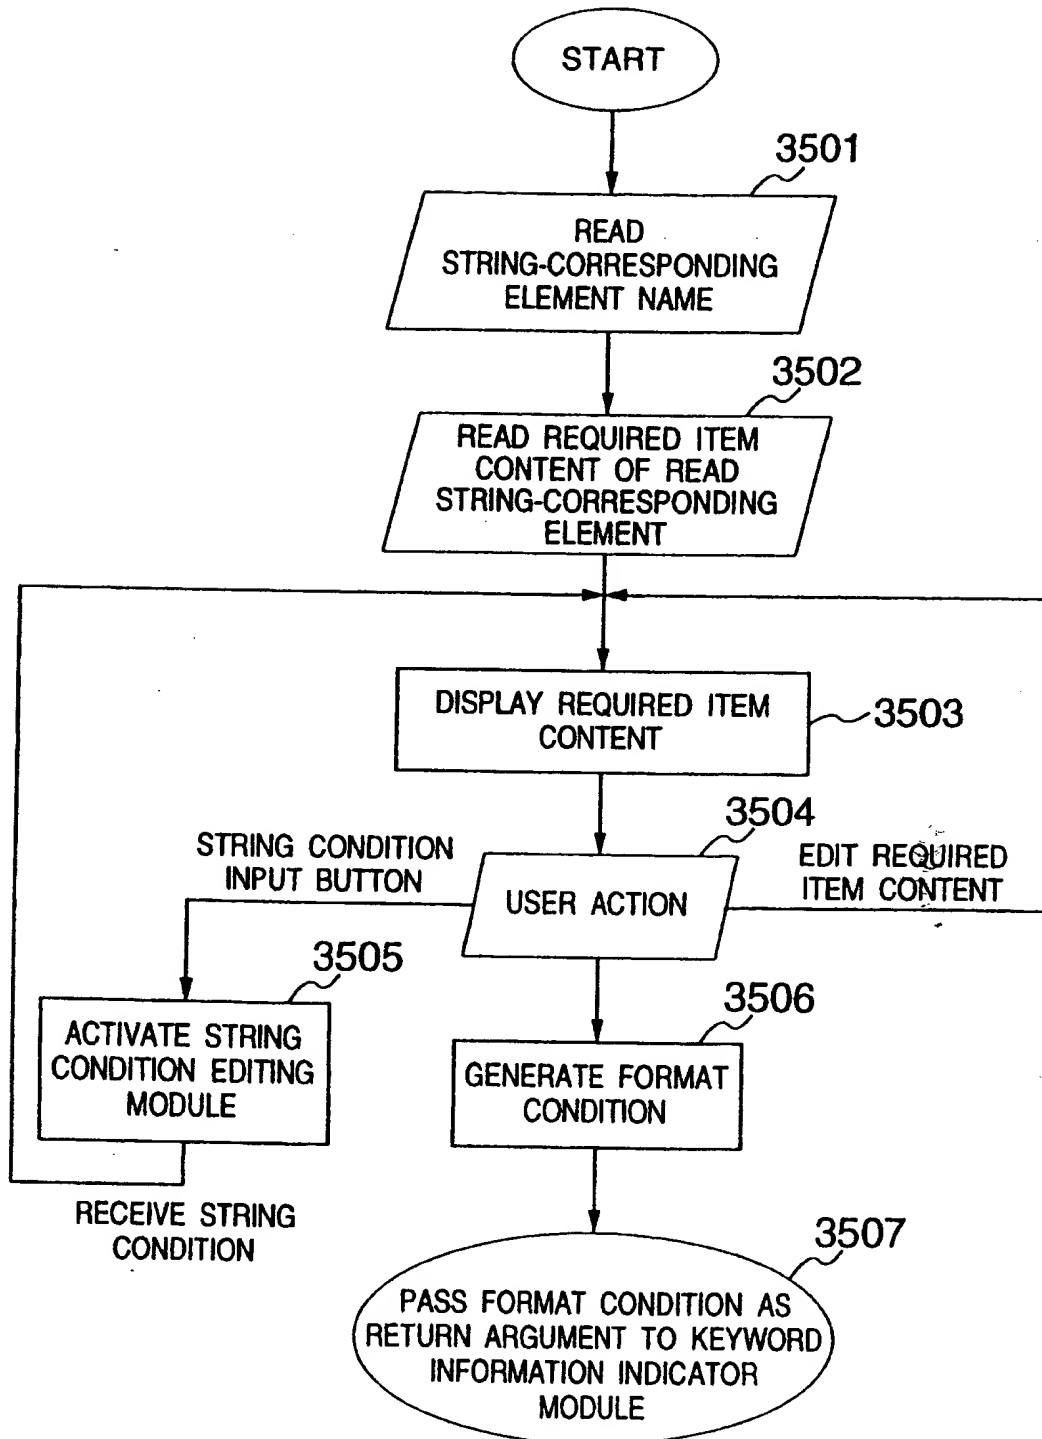 START
3501
READ
STRING-CORRESPONDING
ELEMENT NAME
3502
READ REQUIRED ITEM
CONTENT OF READ
STRING-CORRESPONDING
ELEMENT
DISPLAY REQUIRED ITEM
CONTENT
3503
3504
STRING CONDITION
INPUT BUTTON
USER ACTION
EDIT REQUIRED
ITEM CONTENT
3505
ACTIVATE STRING
CONDITION EDITING
MODULE
3506
GENERATE FORMAT
CONDITION
RECEIVE STRING
CONDITION
3507
PASS FORMAT CONDITION AS
RETURN ARGUMENT TO KEYWORD
INFORMATION INDICATOR
MODULE